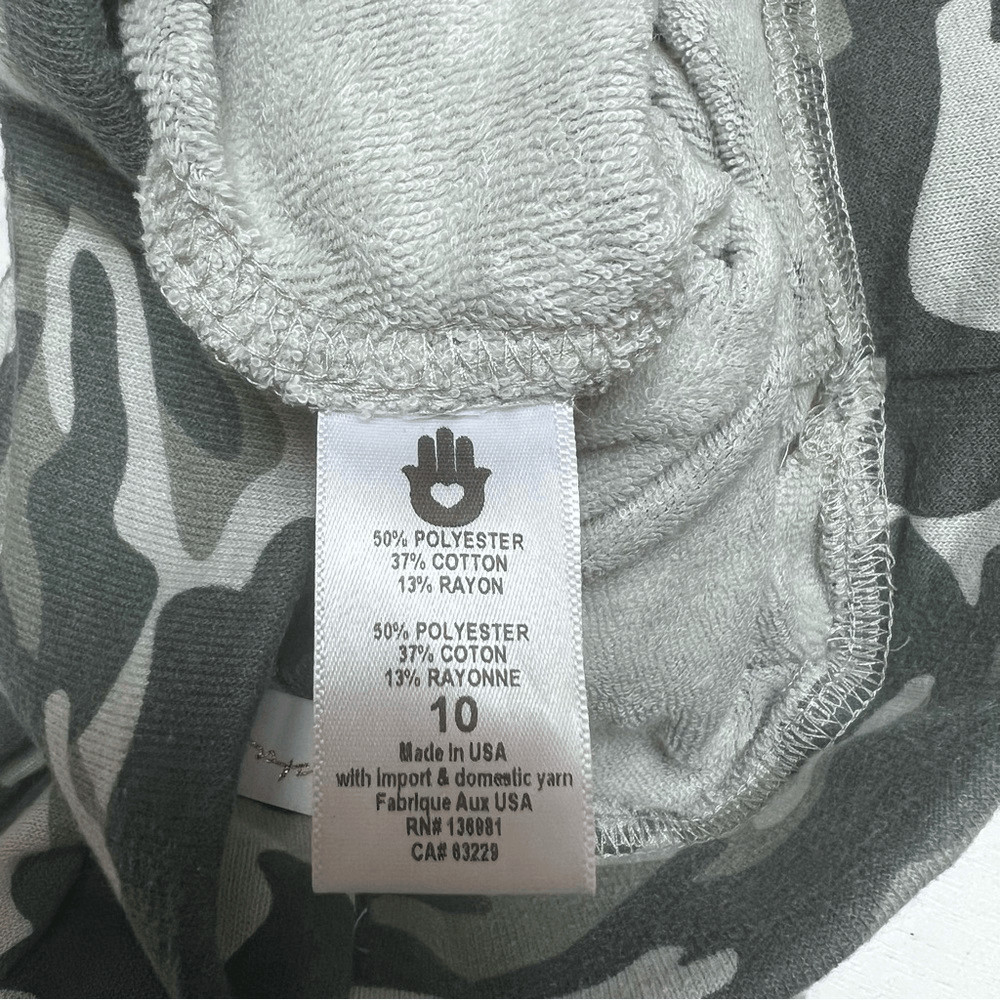 50% POLYESTER
37% COTTON
13% RAYON
50% POLYESTER
37% COTON
13% RAYONNE
10
Made in USA
with import & domestic yarn
Fabrique Aux USA
RN# 136981
CA# 63229